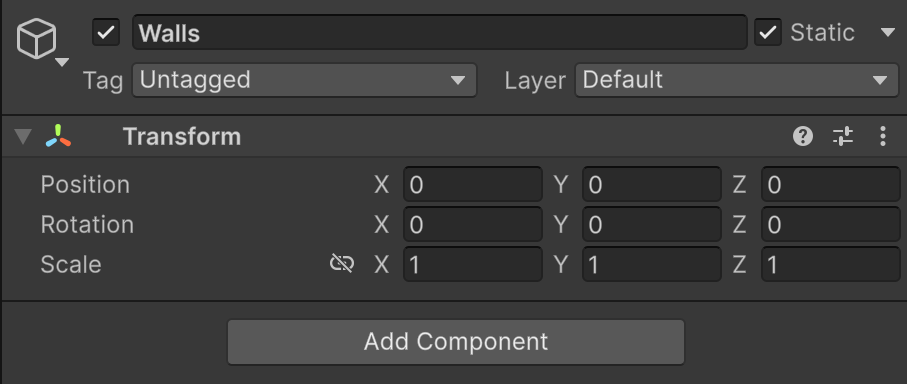 Walls Static
Tag Untagged Layer Default
Transform
Position X 0 Y 0 Z 0
Rotation X 0 Y 0 Z 0
Scale X 1 Y 1 Z 1
Add Component